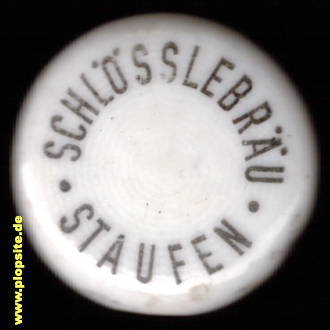 • SCHLÖSSLEBRÄU •
STAUFEN
www.plopsite.de